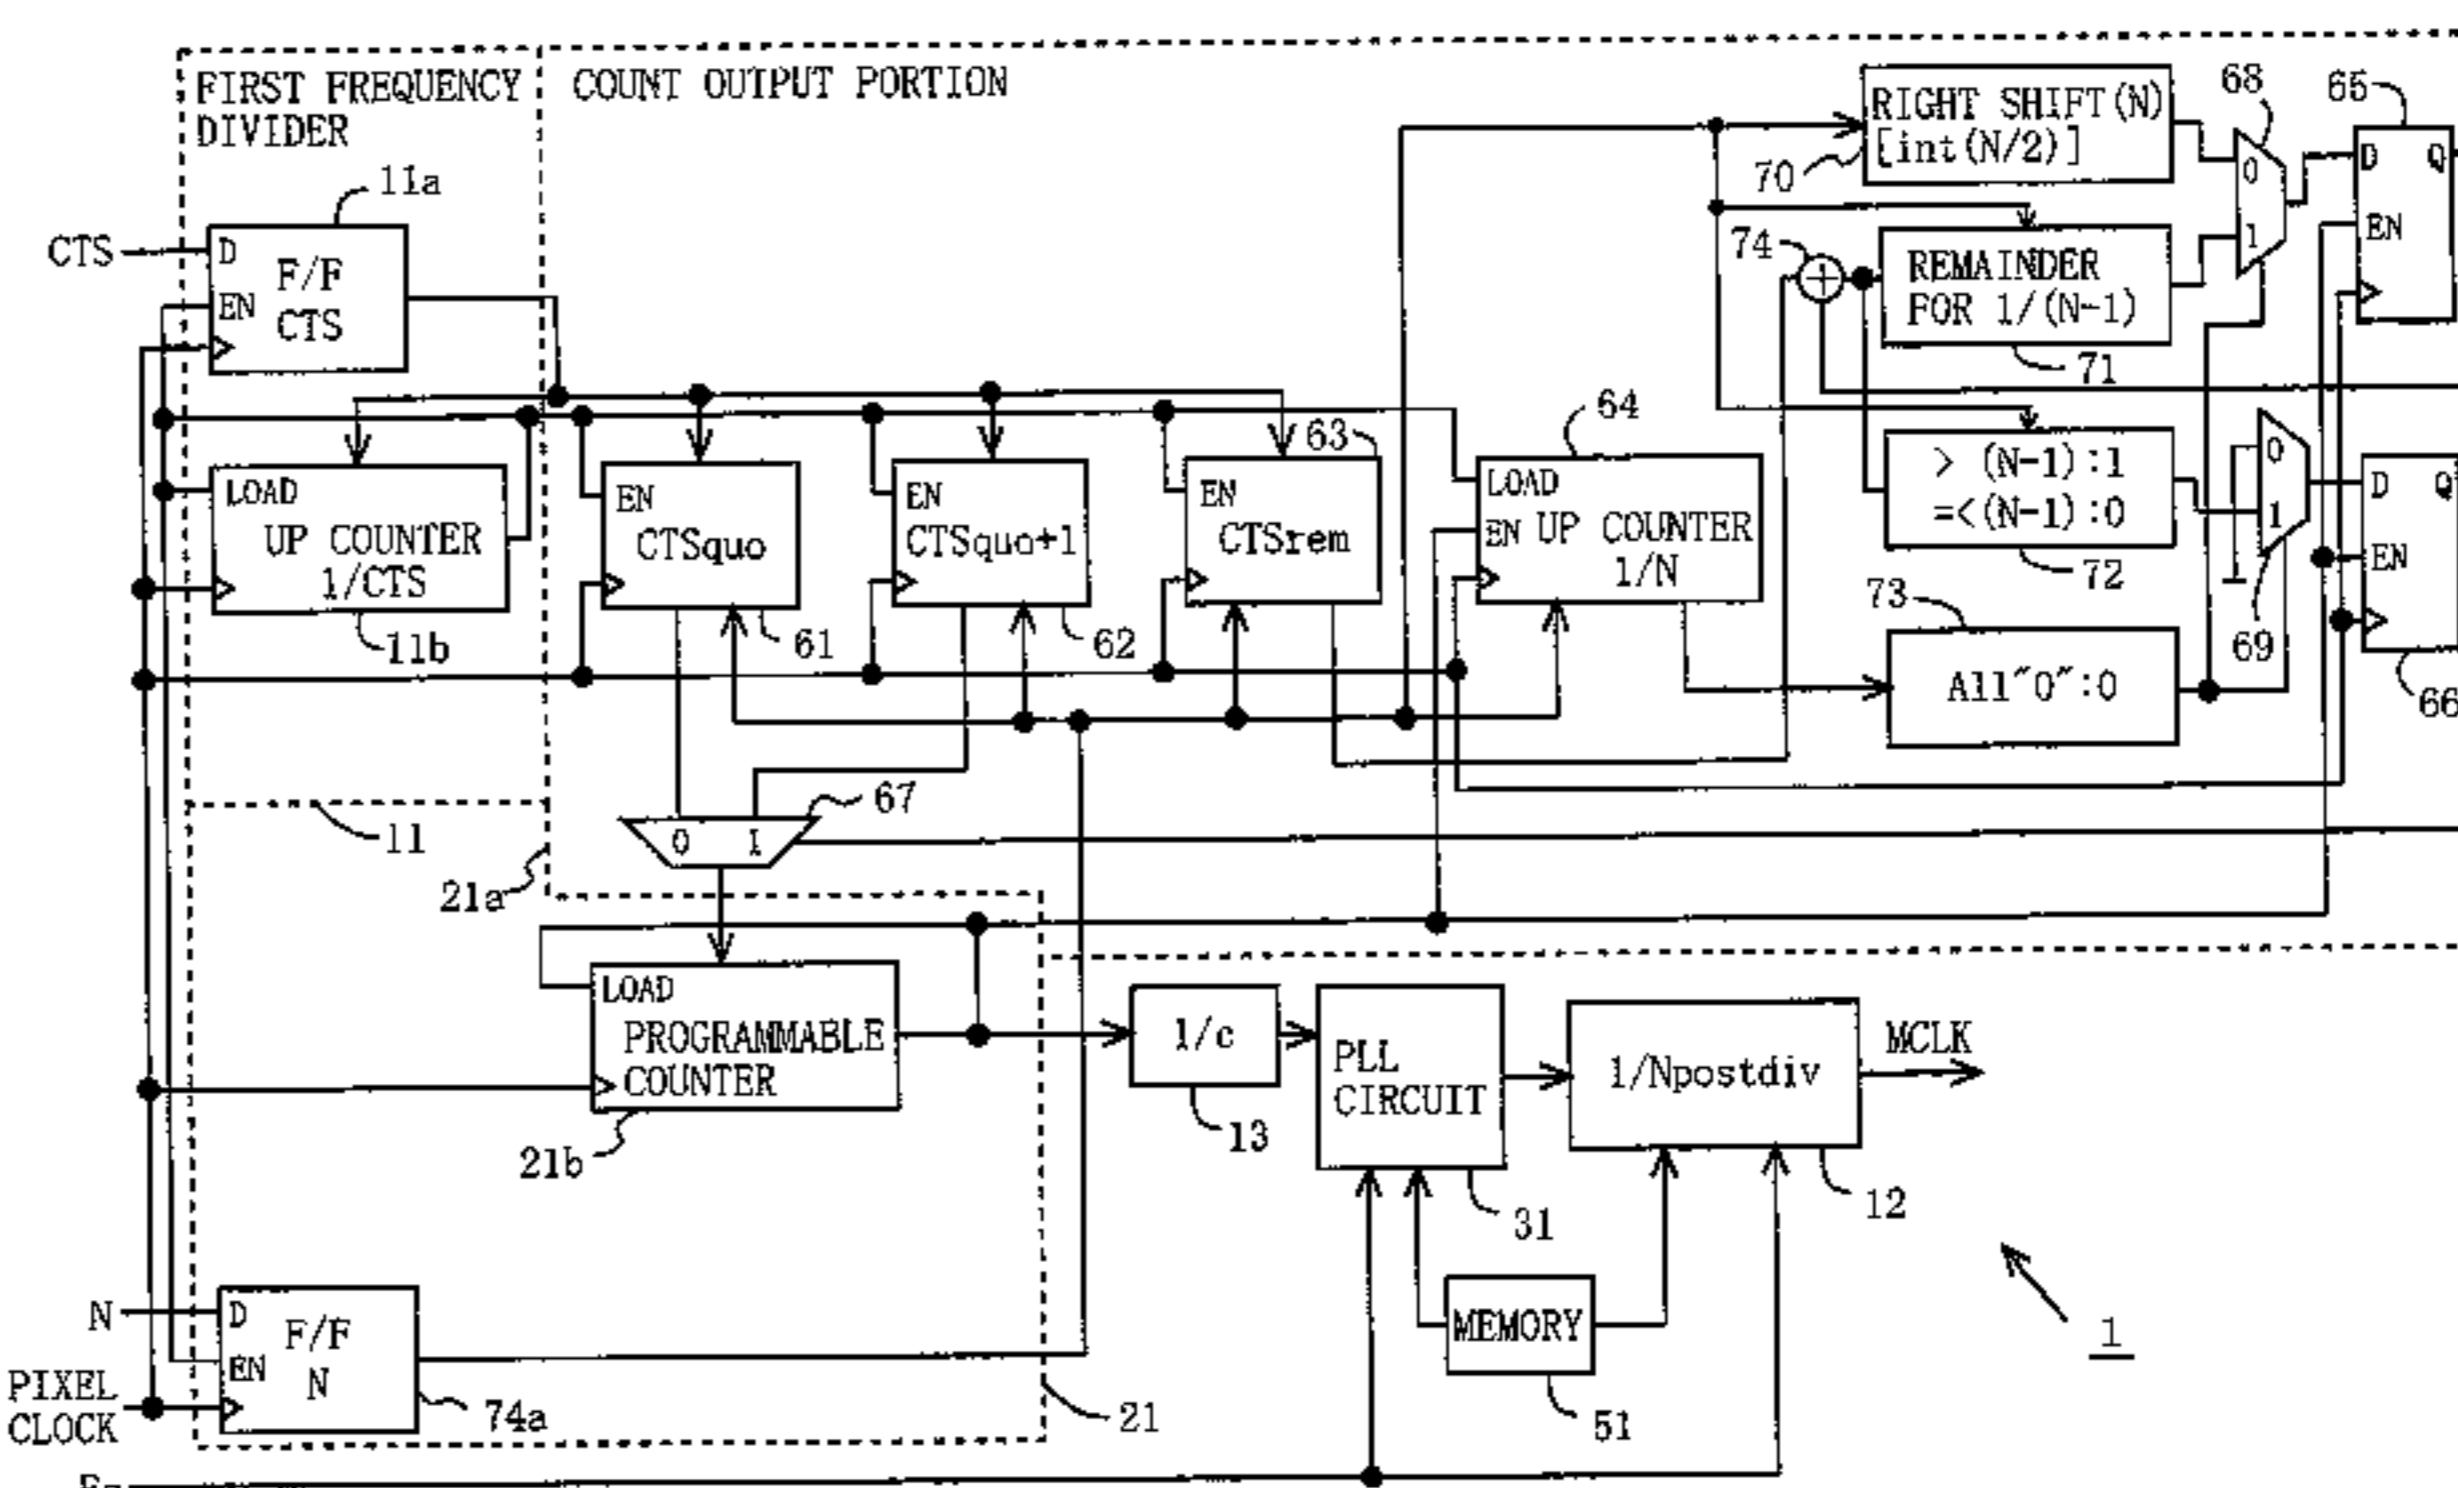 FIRST FREQUENCY
DIVIDER
COUNT OUTPUT PORTION
RIGHT SHIFT(N)
[int(N/2)]
70
68
0
1
65
D
Q
EN
11a
CTS
D
F/F
EN
CTS
74
REMAINDER
FOR 1/(N-1)
71
64
63
LOAD
UP COUNTER
1/CTS
11b
EN
CTSquo
61
EN
CTSquo+1
62
EN
CTSrem
LOAD
EN UP COUNTER
1/N
> (N-1):1
=<(N-1):0
72
0
1
69
D
Q
EN
66
73
All"0":0
67
0
1
11
21a
LOAD
PROGRAMMABLE
COUNTER
21b
1/c
13
PLL
CIRCUIT
31
1/Npostdiv
MCLK
12
MEMORY
51
1
N
D
F/F
EN
N
74a
PIXEL
CLOCK
21